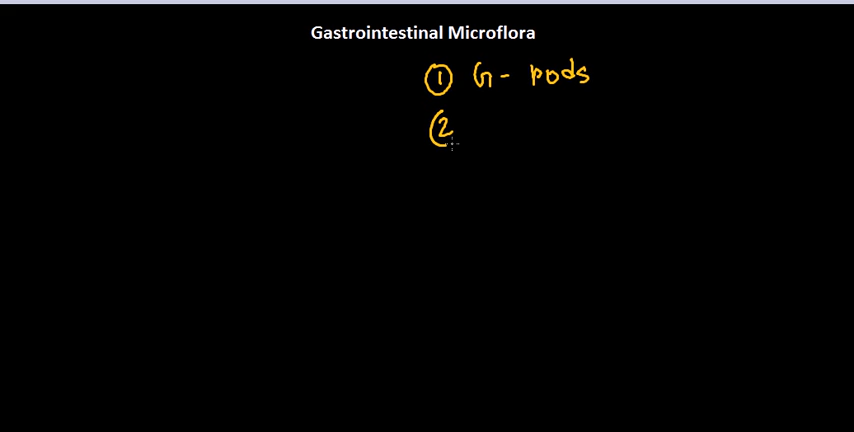 Gastrointestinal Microflora
① G- rods
(2